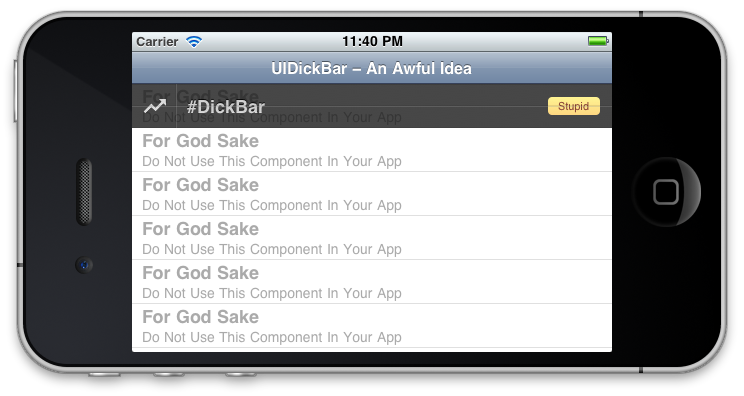 Carrier 11:40 PM
UIDickBar – An Awful Idea
For God Sake
#DickBar Stupid
Do Not Use This Component In Your App
For God Sake
Do Not Use This Component In Your App
For God Sake
Do Not Use This Component In Your App
For God Sake
Do Not Use This Component In Your App
For God Sake
Do Not Use This Component In Your App
For God Sake
Do Not Use This Component In Your App